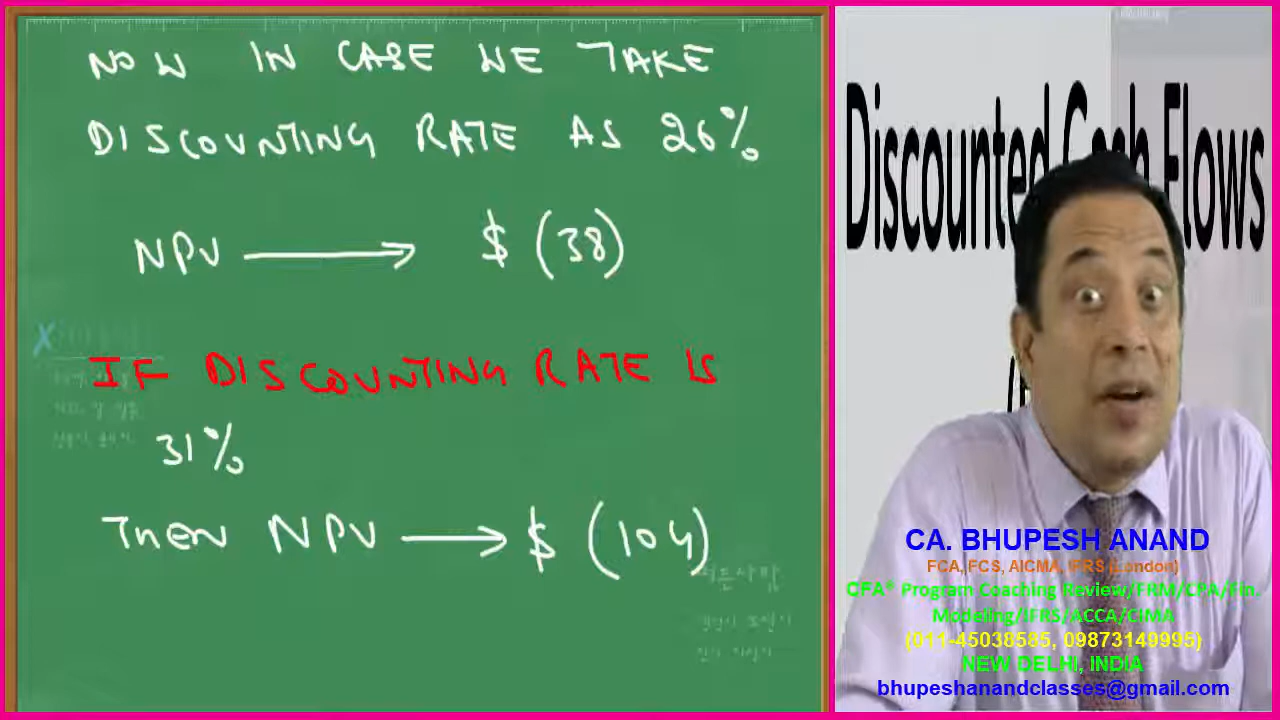 NOW IN CASE WE TAKE
DISCOUNTING RATE AS 26%
NPV → $ (38)
IF DISCOUNTING RATE IS
31%
Then NPV → $ (104)
Discounted Cash Flows
CA. BHUPESH ANAND
FCA, FCS, AICMA, IFRS (London)
CFA® Program Coaching Review/FRM/CPA/Fin.
Modeling/IFRS/ACCA/CIMA
(011-45038585, 09873149995)
NEW DELHI, INDIA
bhupeshanandclasses@gmail.com